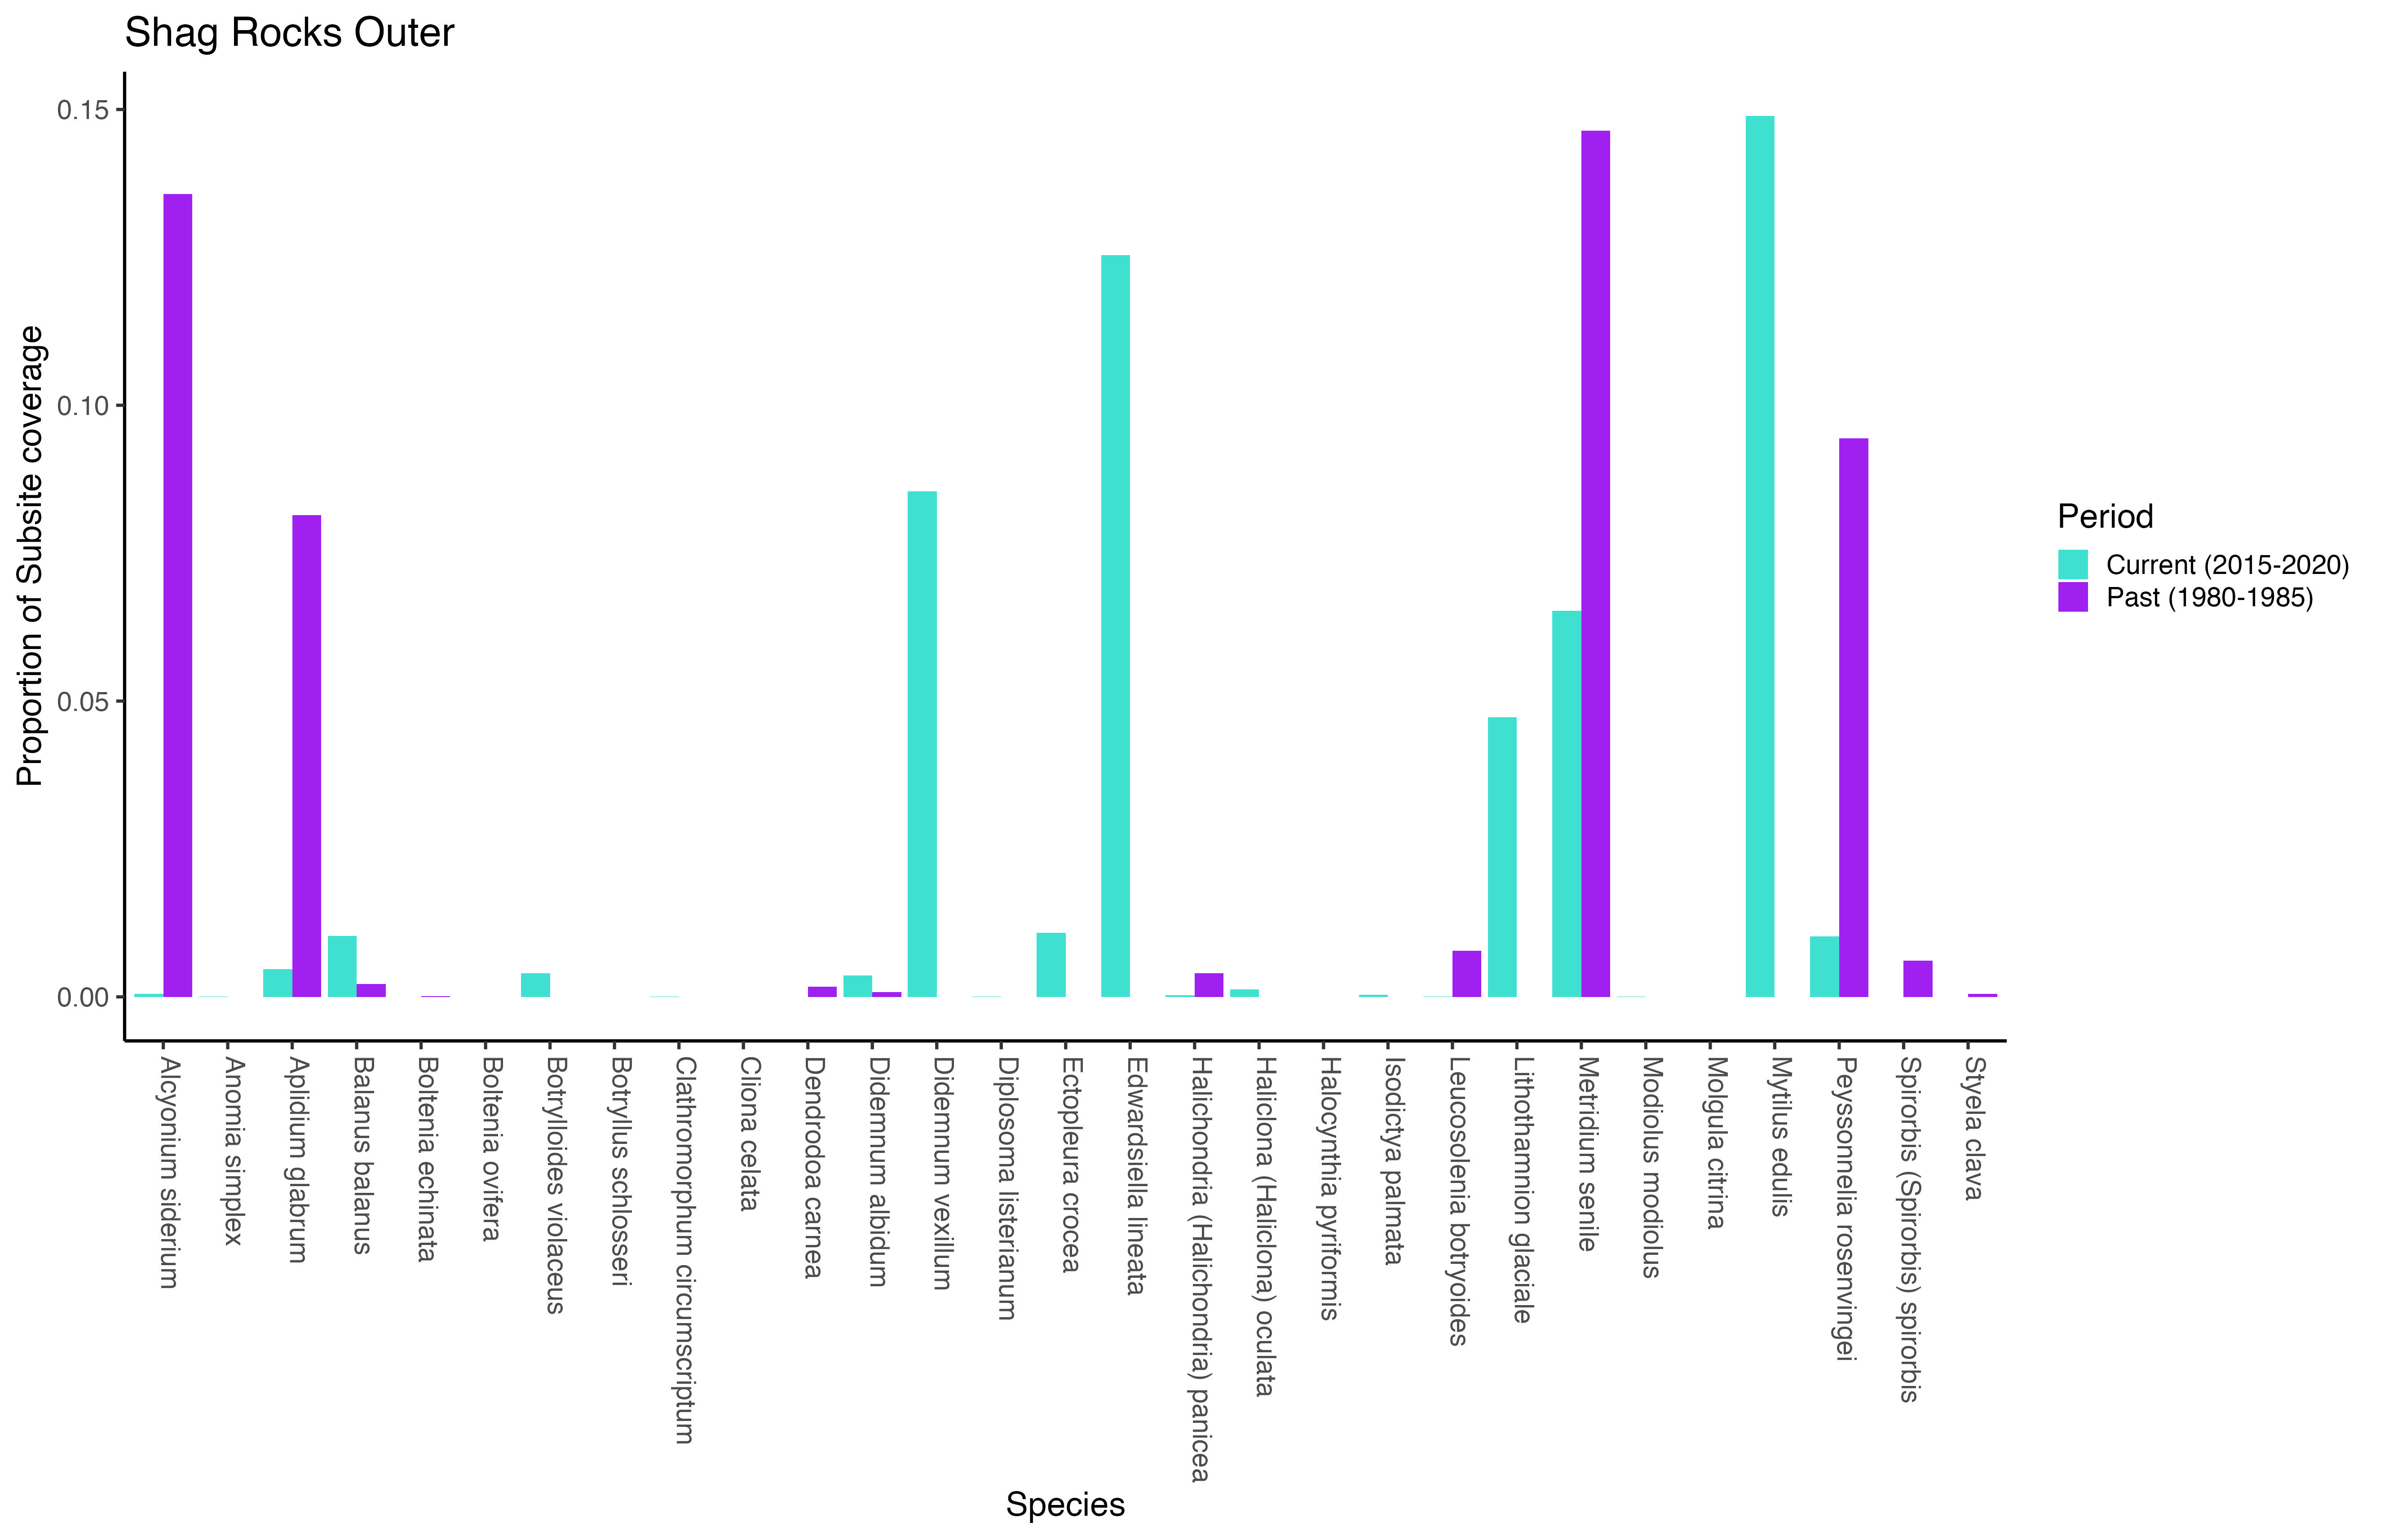 Shag Rocks Outer
Proportion of Subsite coverage
0.15
0.10
0.05
0.00
Alcyonium siderium
Anomia simplex
Aplidium glabrum
Balanus balanus
Boltenia echinata
Boltenia ovifera
Botrylloides violaceus
Botryllus schlosseri
Clathromorphum circumscriptum
Cliona celata
Dendrodoa carnea
Didemnum albidum
Didemnum vexillum
Diplosoma listerianum
Ectopleura crocea
Edwardsiella lineata
Halichondria (Halichondria) panicea
Haliclona (Haliclona) oculata
Halocynthia pyriformis
Isodictya palmata
Leucosolenia botryoides
Lithothamnion glaciale
Metridium senile
Modiolus modiolus
Molgula citrina
Mytilus edulis
Peyssonnelia rosenvingei
Spirorbis (Spirorbis) spirorbis
Styela clava
Species
Period
Current (2015-2020)
Past (1980-1985)